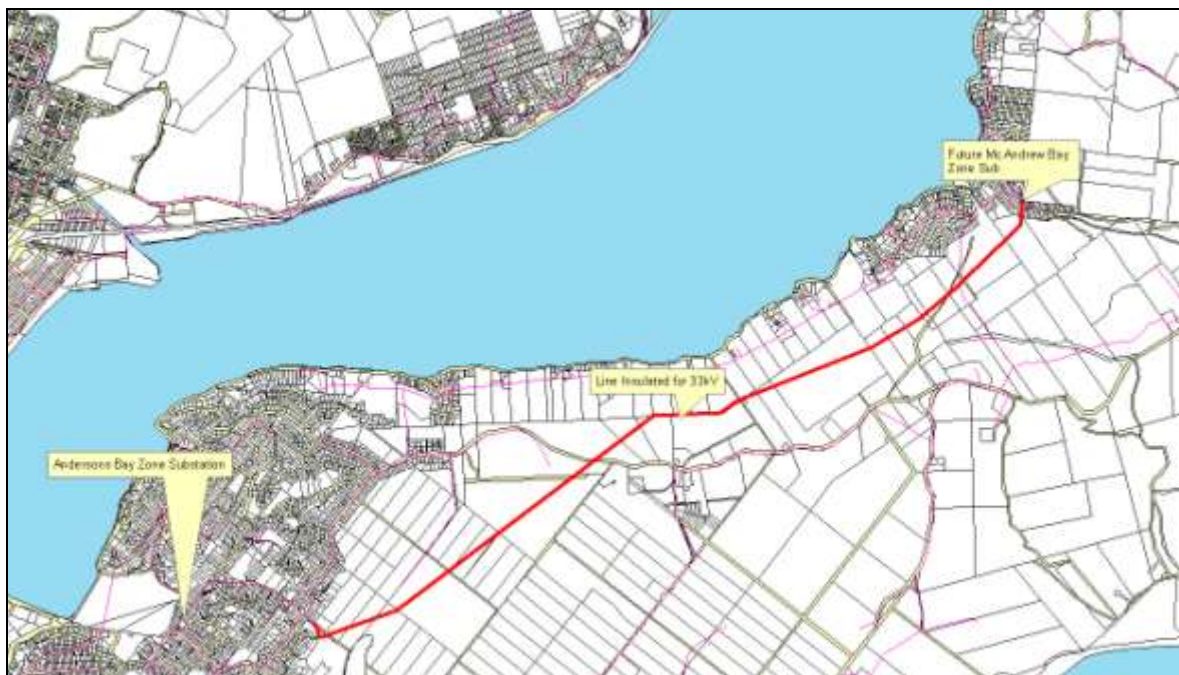 Future Mc Andrew Bay
Zone Sub
Line Insulated for 33kV
Andersons Bay Zone Substation